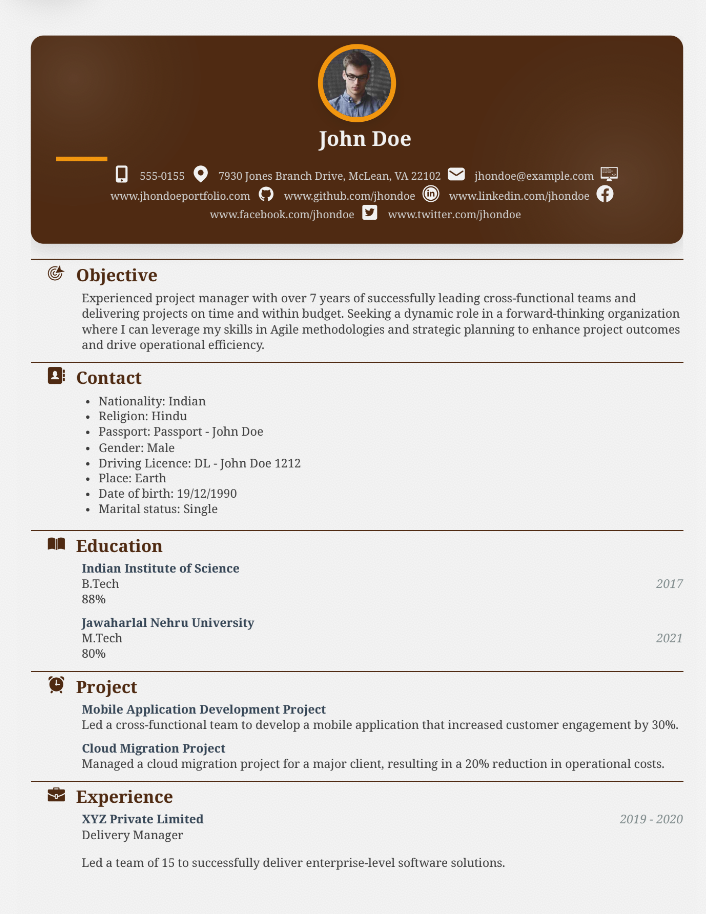 John Doe
555-0155 7930 Jones Branch Drive, McLean, VA 22102 jhondoe@example.com
www.jhondoeportfolio.com www.github.com/jhondoe www.linkedin.com/jhondoe
www.facebook.com/jhondoe www.twitter.com/jhondoe
Objective
Experienced project manager with over 7 years of successfully leading cross-functional teams and
delivering projects on time and within budget. Seeking a dynamic role in a forward-thinking organization
where I can leverage my skills in Agile methodologies and strategic planning to enhance project outcomes
and drive operational efficiency.
Contact
• Nationality: Indian
• Religion: Hindu
• Passport: Passport - John Doe
• Gender: Male
• Driving Licence: DL - John Doe 1212
• Place: Earth
• Date of birth: 19/12/1990
• Marital status: Single
Education
Indian Institute of Science
B.Tech 2017
88%
Jawaharlal Nehru University
M.Tech 2021
80%
Project
Mobile Application Development Project
Led a cross-functional team to develop a mobile application that increased customer engagement by 30%.
Cloud Migration Project
Managed a cloud migration project for a major client, resulting in a 20% reduction in operational costs.
Experience
XYZ Private Limited 2019 - 2020
Delivery Manager
Led a team of 15 to successfully deliver enterprise-level software solutions.